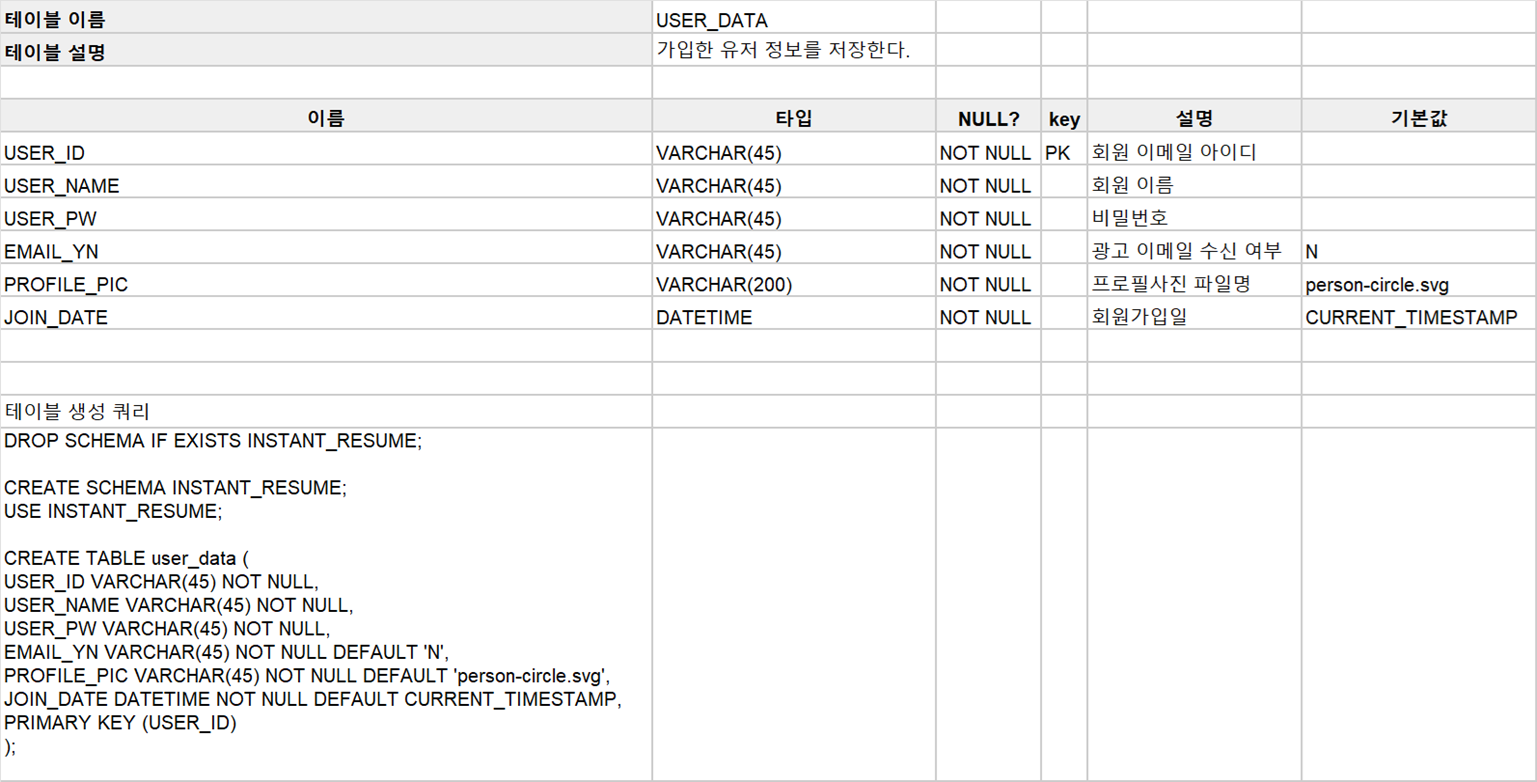 테이블 이름 USER_DATA
테이블 설명 가입한 유저 정보를 저장한다.
이름 타입 NULL? key 설명 기본값
USER_ID VARCHAR(45) NOT NULL PK 회원 이메일 아이디
USER_NAME VARCHAR(45) NOT NULL 회원 이름
USER_PW VARCHAR(45) NOT NULL 비밀번호
EMAIL_YN VARCHAR(45) NOT NULL 광고 이메일 수신 여부 N
PROFILE_PIC VARCHAR(200) NOT NULL 프로필사진 파일명 person-circle.svg
JOIN_DATE DATETIME NOT NULL 회원가입일 CURRENT_TIMESTAMP
테이블 생성 쿼리
DROP SCHEMA IF EXISTS INSTANT_RESUME;
CREATE SCHEMA INSTANT_RESUME;
USE INSTANT_RESUME;
CREATE TABLE user_data (
USER_ID VARCHAR(45) NOT NULL,
USER_NAME VARCHAR(45) NOT NULL,
USER_PW VARCHAR(45) NOT NULL,
EMAIL_YN VARCHAR(45) NOT NULL DEFAULT 'N',
PROFILE_PIC VARCHAR(45) NOT NULL DEFAULT 'person-circle.svg',
JOIN_DATE DATETIME NOT NULL DEFAULT CURRENT_TIMESTAMP,
PRIMARY KEY (USER_ID)
);